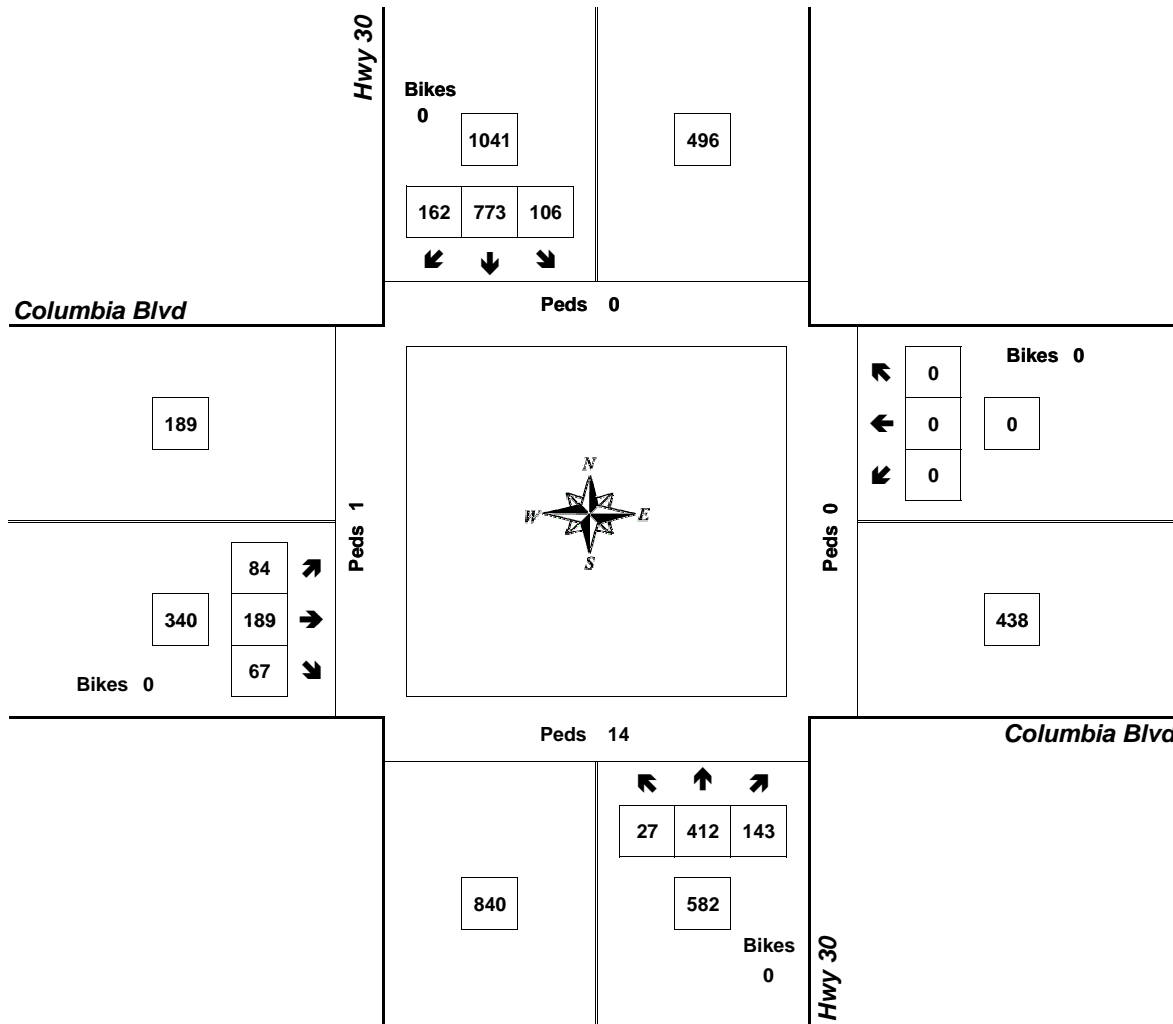 Hwy 30
Bikes
0
1041
496
162 773 106
Columbia Blvd
Peds 0
Bikes 0
0
0
0
0
189
N
W E
S
Peds 1
Peds 0
84
340 189
67
438
Bikes 0
Peds 14
Columbia Blvd
27 412 143
840
582
Bikes
0
Hwy 30